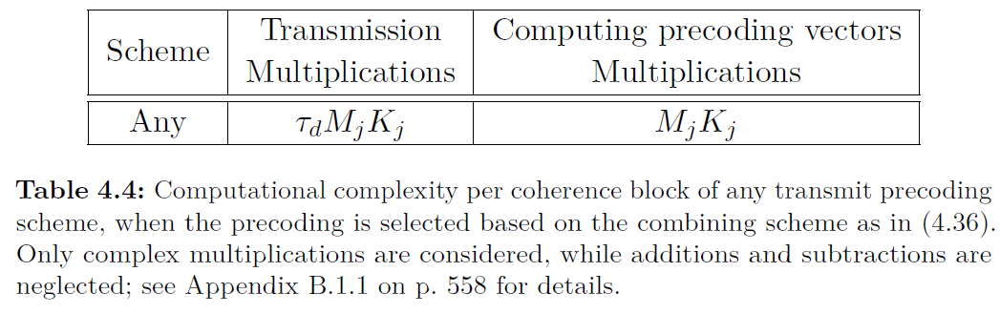 Scheme Transmission Multiplications Computing precoding vectors Multiplications
Any τ_d M_j K_j M_j K_j
Table 4.4: Computational complexity per coherence block of any transmit precoding
scheme, when the precoding is selected based on the combining scheme as in (4.36).
Only complex multiplications are considered, while additions and subtractions are
neglected; see Appendix B.1.1 on p. 558 for details.